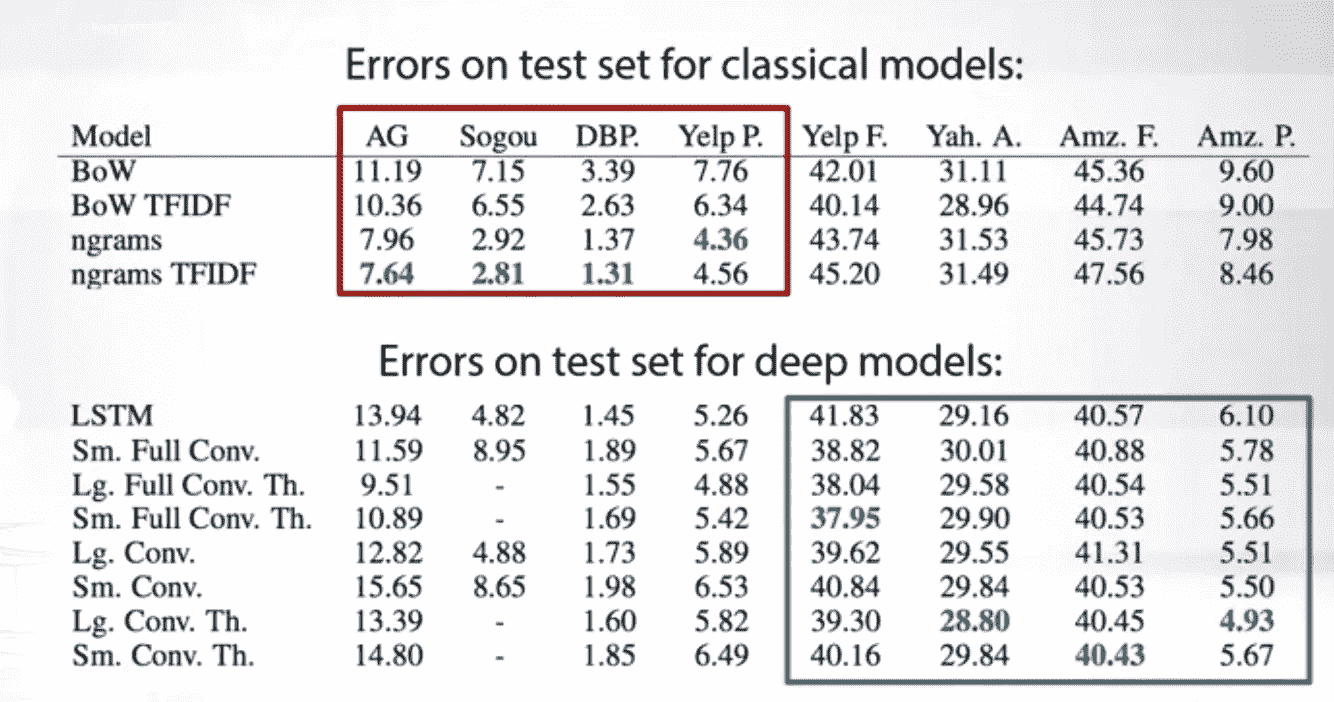 Errors on test set for classical models:
Model AG Sogou DBP. Yelp P. Yelp F. Yah. A. Amz. F. Amz. P.
BoW 11.19 7.15 3.39 7.76 42.01 31.11 45.36 9.60
BoW TFIDF 10.36 6.55 2.63 6.34 40.14 28.96 44.74 9.00
ngrams 7.96 2.92 1.37 4.36 43.74 31.53 45.73 7.98
ngrams TFIDF 7.64 2.81 1.31 4.56 45.20 31.49 47.56 8.46
Errors on test set for deep models:
LSTM 13.94 4.82 1.45 5.26 41.83 29.16 40.57 6.10
Sm. Full Conv. 11.59 8.95 1.89 5.67 38.82 30.01 40.88 5.78
Lg. Full Conv. Th. 9.51 - 1.55 4.88 38.04 29.58 40.54 5.51
Sm. Full Conv. Th. 10.89 - 1.69 5.42 37.95 29.90 40.53 5.66
Lg. Conv. 12.82 4.88 1.73 5.89 39.62 29.55 41.31 5.51
Sm. Conv. 15.65 8.65 1.98 6.53 40.84 29.84 40.53 5.50
Lg. Conv. Th. 13.39 - 1.60 5.82 39.30 28.80 40.45 4.93
Sm. Conv. Th. 14.80 - 1.85 6.49 40.16 29.84 40.43 5.67